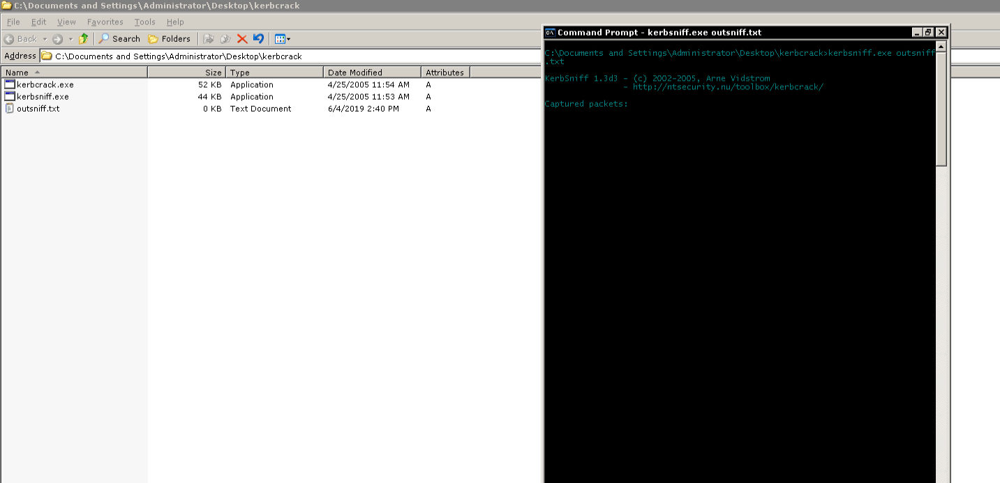 C:\Documents and Settings\Administrator\Desktop\kerbcrack
File Edit View Favorites Tools Help
Back Search Folders
Address C:\Documents and Settings\Administrator\Desktop\kerbcrack
Name Size Type Date Modified Attributes
kerbcrack.exe 52 KB Application 4/25/2005 11:54 AM A
kerbsniff.exe 44 KB Application 4/25/2005 11:53 AM A
outsniff.txt 0 KB Text Document 6/4/2019 2:40 PM A
Command Prompt - kerbsniff.exe outsniff.txt
C:\Documents and Settings\Administrator\Desktop\kerbcrack>kerbsniff.exe outsniff
.txt
KerbSniff 1.3d3 - (c) 2002-2005, Arne Vidstrom
- http://ntsecurity.nu/toolbox/kerbcrack/
Captured packets: